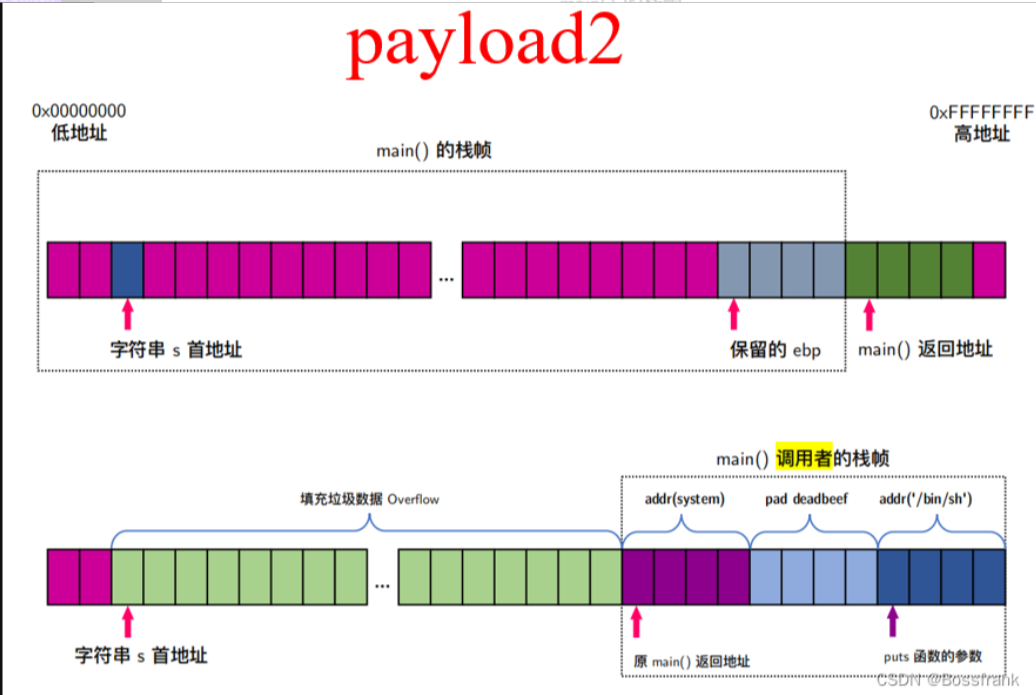 payload2
0x00000000
低地址
0xFFFFFFFF
高地址
main() 的栈帧
...
字符串 s 首地址
保留的 ebp
main() 返回地址
main() 调用者的栈帧
填充垃圾数据 Overflow
addr(system)
pad deadbeef
addr('/bin/sh')
...
字符串 s 首地址
原 main() 返回地址
puts 函数的参数
CSDN @Bossfrank